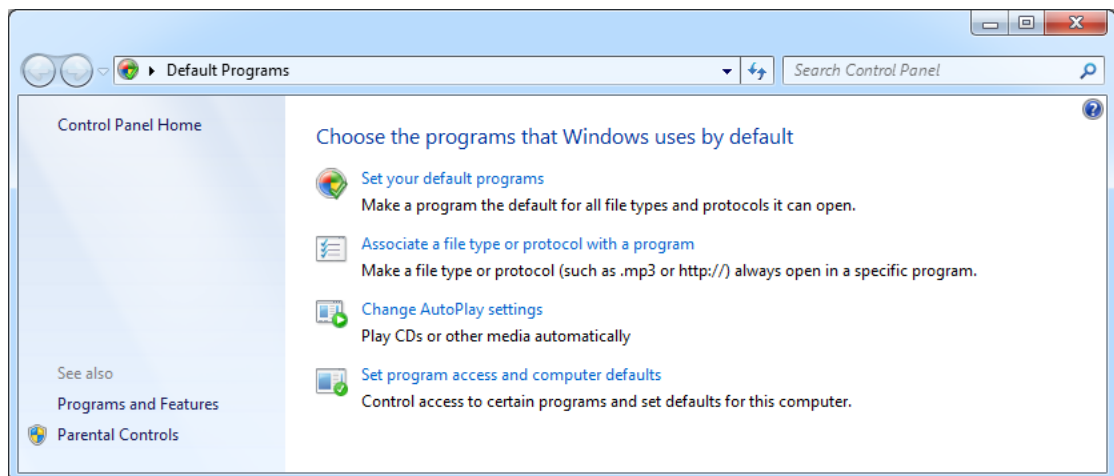 Default Programs
Search Control Panel
Control Panel Home
Choose the programs that Windows uses by default
Set your default programs
Make a program the default for all file types and protocols it can open.
Associate a file type or protocol with a program
Make a file type or protocol (such as .mp3 or http://) always open in a specific program.
Change AutoPlay settings
Play CDs or other media automatically
Set program access and computer defaults
Control access to certain programs and set defaults for this computer.
See also
Programs and Features
Parental Controls